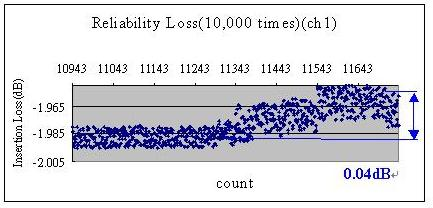 Reliability Loss(10,000 times)(ch1)
10943 11043 11143 11243 11343 11443 11543 11643
Insertion Loss(dB)
-1.965
-1.985
-2.005
count
0.04dB